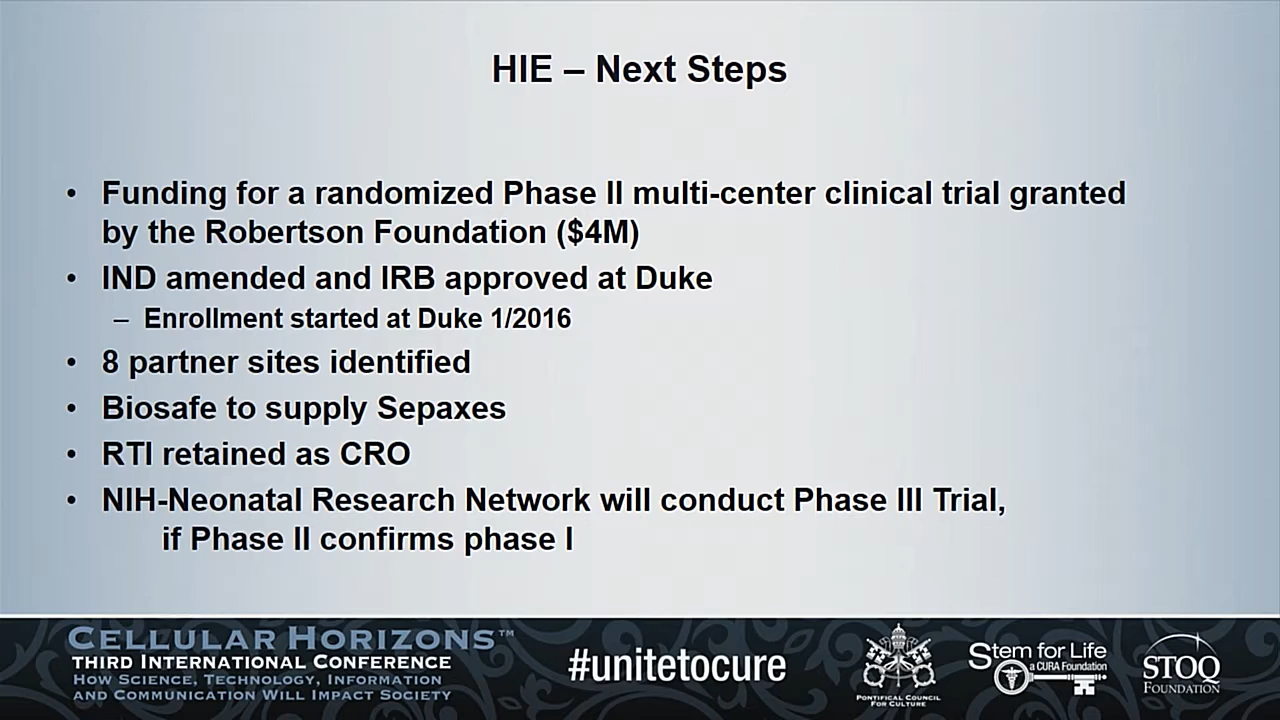 HIE – Next Steps
• Funding for a randomized Phase II multi-center clinical trial granted
by the Robertson Foundation ($4M)
• IND amended and IRB approved at Duke
– Enrollment started at Duke 1/2016
• 8 partner sites identified
• Biosafe to supply Sepaxes
• RTI retained as CRO
• NIH-Neonatal Research Network will conduct Phase III Trial,
if Phase II confirms phase I
CELLULAR HORIZONS™
THIRD INTERNATIONAL CONFERENCE
HOW SCIENCE, TECHNOLOGY, INFORMATION
AND COMMUNICATION WILL IMPACT SOCIETY
#unitetocure
PONTIFICAL COUNCIL
FOR CULTURE
Stem for Life
a CURA Foundation
STOQ
FOUNDATION